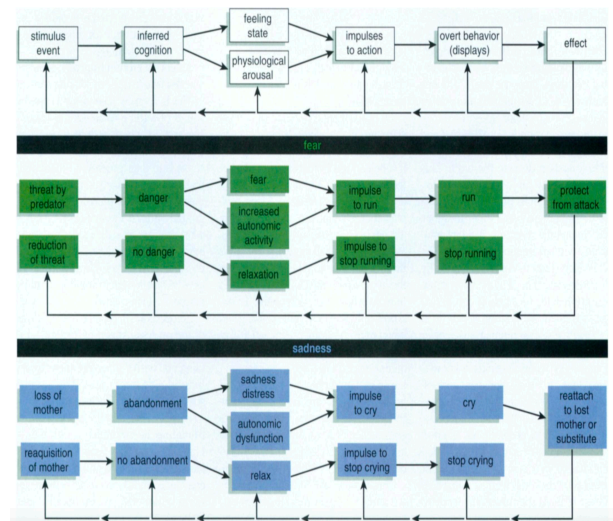 stimulus
event
inferred
cognition
feeling
state
physiological
arousal
impulses
to action
overt behavior
(displays)
effect
fear
threat by
predator
danger
fear
increased
autonomic
activity
impulse
to run
run
protect
from attack
reduction
of threat
no danger
relaxation
impulse to
stop running
stop running
sadness
loss of
mother
abandonment
sadness
distress
autonomic
dysfunction
impulse
to cry
cry
reattach
to lost
mother or
substitute
reaquisition
of mother
no abandonment
relax
impulse to
stop crying
stop crying